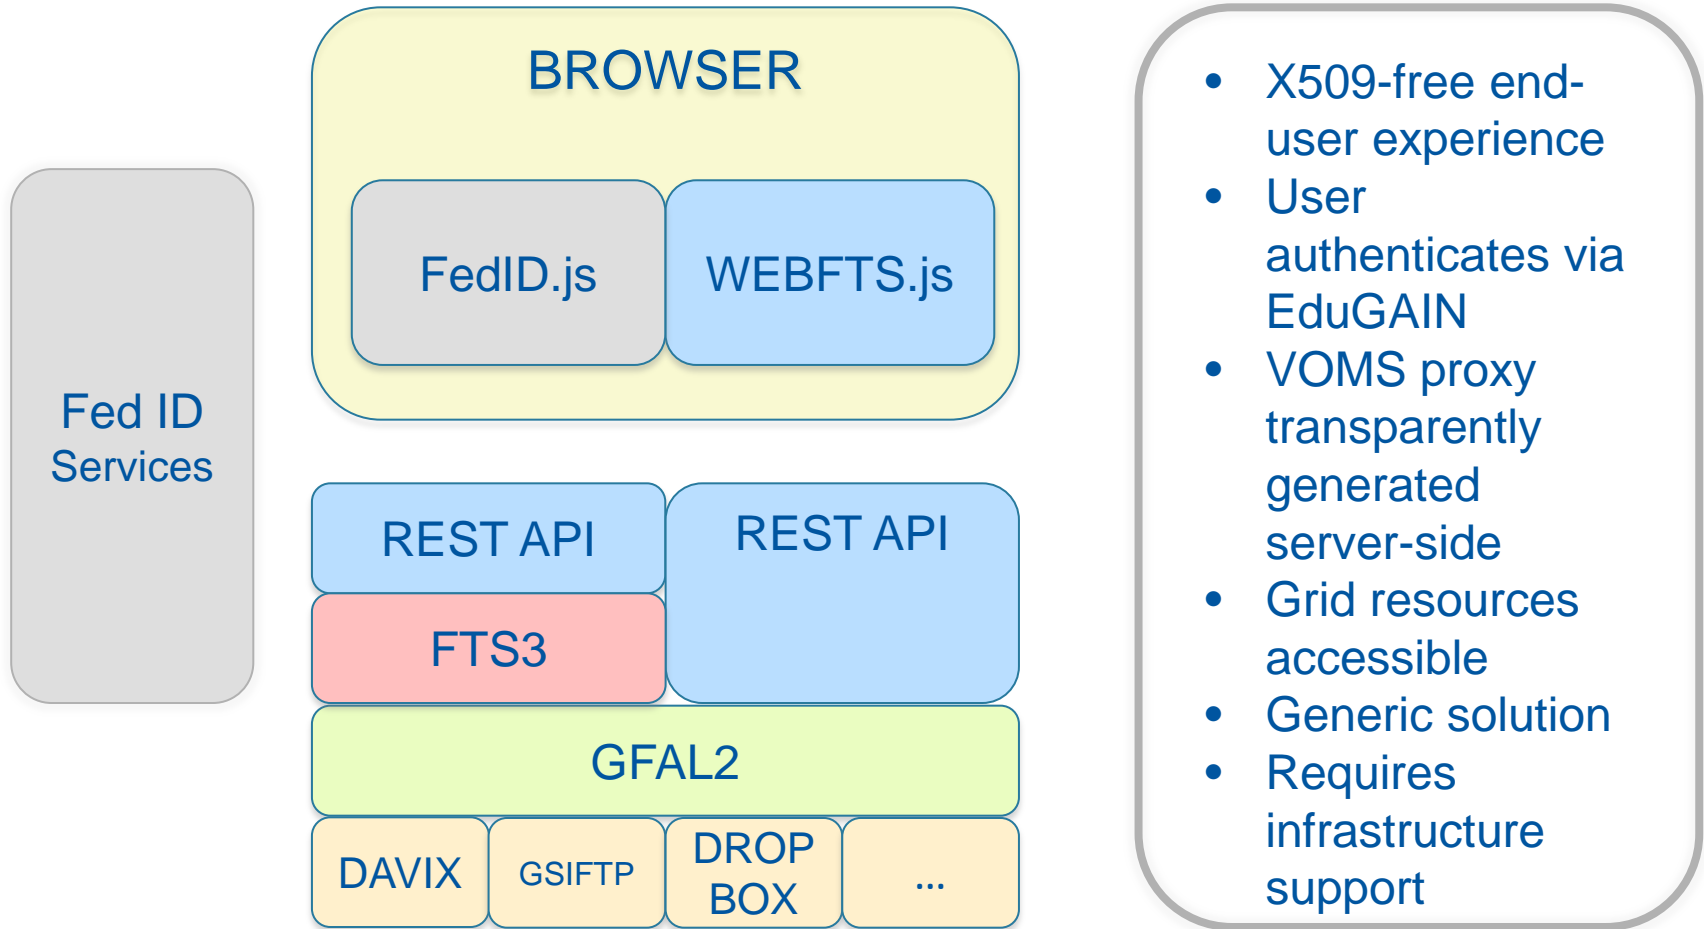 BROWSER
FedID.js
WEBFTS.js
Fed ID
Services
REST API
REST API
FTS3
GFAL2
DAVIX
GSIFTP
DROP
BOX
...
• X509-free end-
user experience
• User
authenticates via
EduGAIN
• VOMS proxy
transparently
generated
server-side
• Grid resources
accessible
• Generic solution
• Requires
infrastructure
support